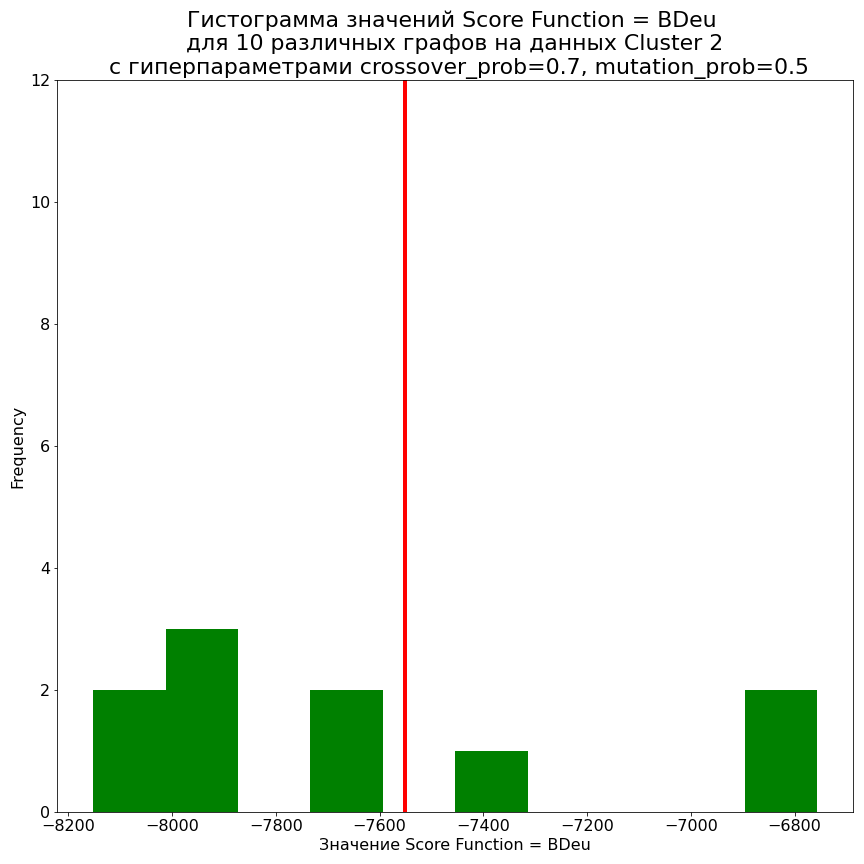 Гистограмма значений Score Function = BDeu
для 10 различных графов на данных Cluster 2
с гиперпараметрами crossover_prob=0.7, mutation_prob=0.5
12
10
8
6
4
2
0
Frequency
−8200 −8000 −7800 −7600 −7400 −7200 −7000 −6800
Значение Score Function = BDeu